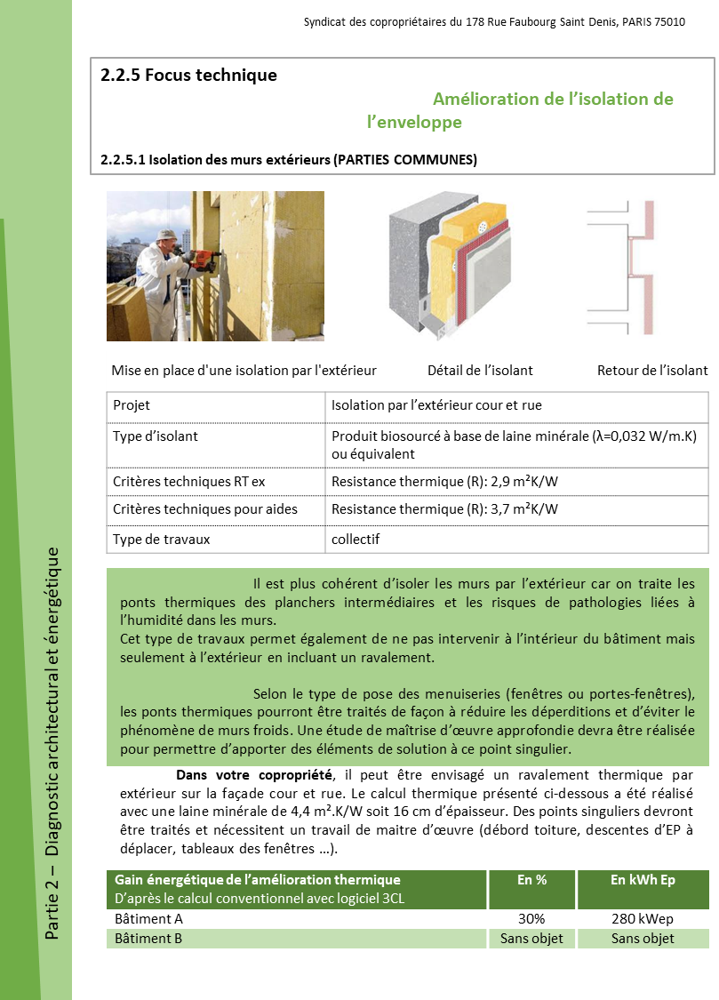 Syndicat des copropriétaires du 178 Rue Faubourg Saint Denis, PARIS 75010
2.2.5 Focus technique
Amélioration de l’isolation de
l’enveloppe
2.2.5.1 Isolation des murs extérieurs (PARTIES COMMUNES)
Mise en place d'une isolation par l'extérieur
Détail de l’isolant
Retour de l’isolant
Projet
Isolation par l’extérieur cour et rue
Type d’isolant
Produit biosourcé à base de laine minérale (λ=0,032 W/m.K)
ou équivalent
Critères techniques RT ex
Resistance thermique (R): 2,9 m²K/W
Critères techniques pour aides
Resistance thermique (R): 3,7 m²K/W
Type de travaux
collectif
Il est plus cohérent d’isoler les murs par l’extérieur car on traite les
ponts thermiques des planchers intermédiaires et les risques de pathologies liées à
l’humidité dans les murs.
Cet type de travaux permet également de ne pas intervenir à l’intérieur du bâtiment mais
seulement à l’extérieur en incluant un ravalement.
Selon le type de pose des menuiseries (fenêtres ou portes-fenêtres),
les ponts thermiques pourront être traités de façon à réduire les déperditions et d’éviter le
phénomène de murs froids. Une étude de maîtrise d’œuvre approfondie devra être réalisée
pour permettre d’apporter des éléments de solution à ce point singulier.
Dans votre copropriété, il peut être envisagé un ravalement thermique par
extérieur sur la façade cour et rue. Le calcul thermique présenté ci-dessous a été réalisé
avec une laine minérale de 4,4 m².K/W soit 16 cm d’épaisseur. Des points singuliers devront
être traités et nécessitent un travail de maitre d’œuvre (débord toiture, descentes d’EP à
déplacer, tableaux des fenêtres …).
Gain énergétique de l’amélioration thermique
D’après le calcul conventionnel avec logiciel 3CL
En %
En kWh Ep
Bâtiment A
30%
280 kWep
Bâtiment B
Sans objet
Sans objet
Partie 2 – Diagnostic architectural et énergétique